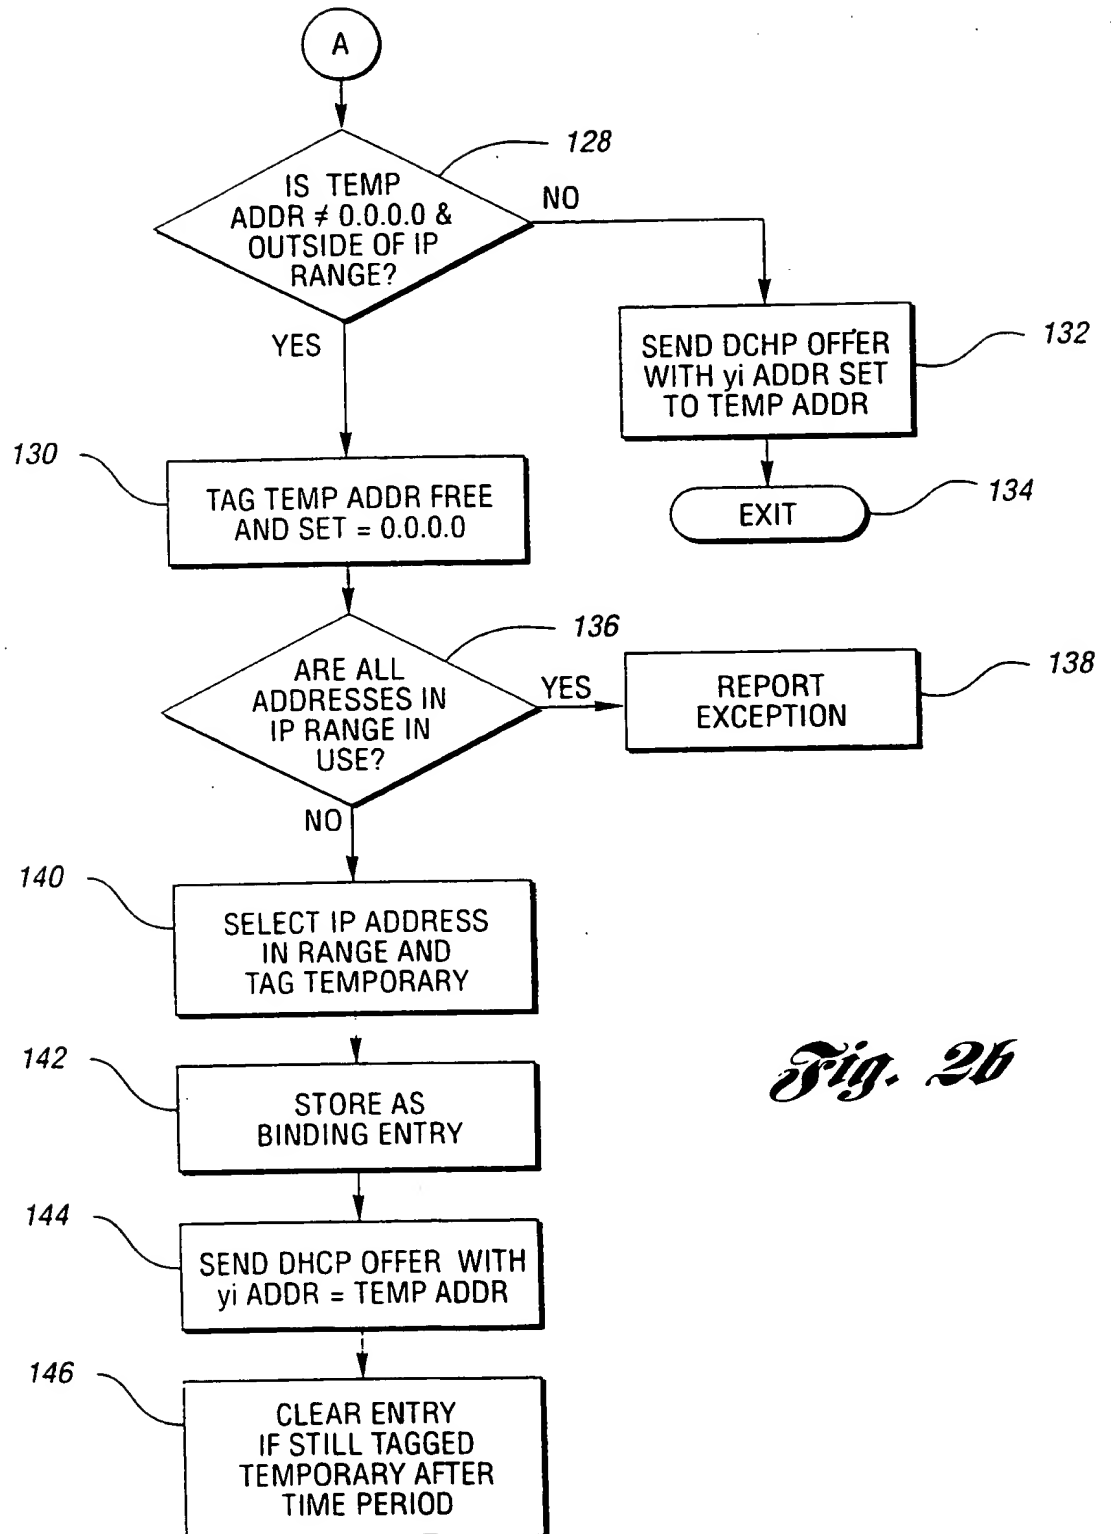 A
128
IS TEMP
ADDR ≠ 0.0.0.0 &
OUTSIDE OF IP
RANGE?
NO
YES
SEND DCHP OFFER
WITH yi ADDR SET
TO TEMP ADDR
132
130
TAG TEMP ADDR FREE
AND SET = 0.0.0.0
EXIT
134
136
ARE ALL
ADDRESSES IN
IP RANGE IN
USE?
YES
REPORT
EXCEPTION
138
NO
140
SELECT IP ADDRESS
IN RANGE AND
TAG TEMPORARY
142
STORE AS
BINDING ENTRY
Fig. 2b
144
SEND DHCP OFFER WITH
yi ADDR = TEMP ADDR
146
CLEAR ENTRY
IF STILL TAGGED
TEMPORARY AFTER
TIME PERIOD